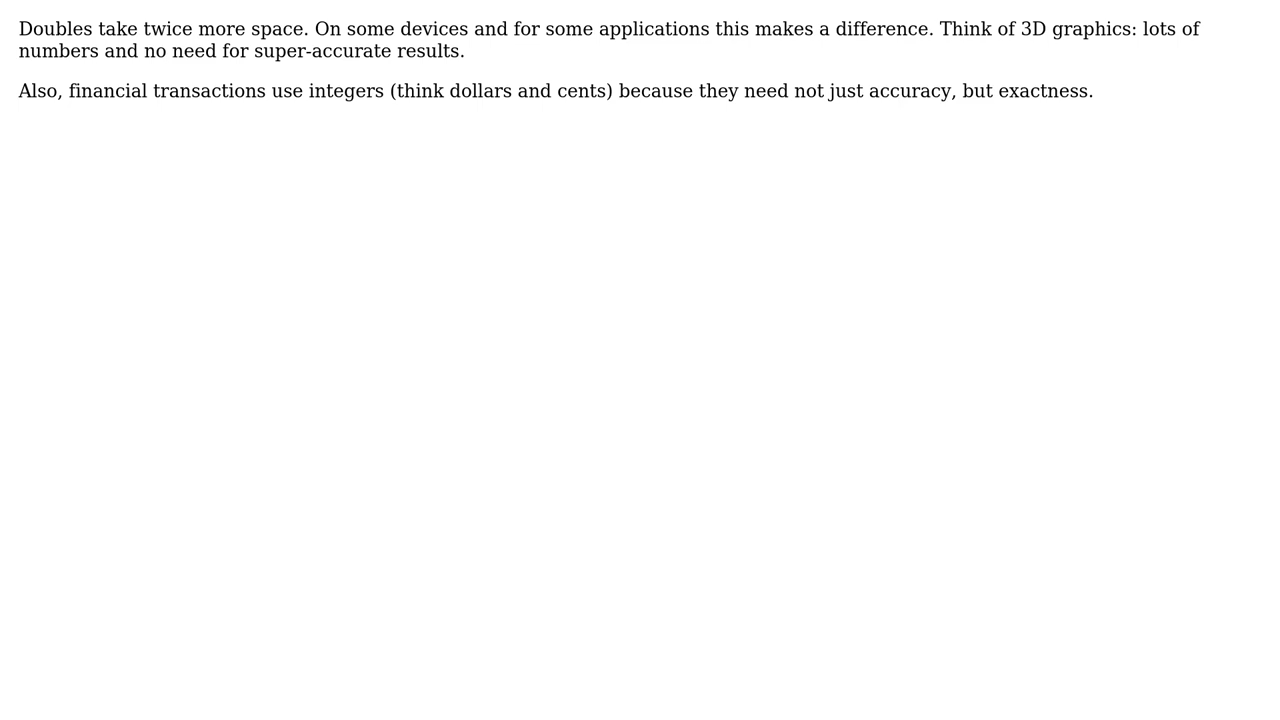 Doubles take twice more space. On some devices and for some applications this makes a difference. Think of 3D graphics: lots of
numbers and no need for super-accurate results.
Also, financial transactions use integers (think dollars and cents) because they need not just accuracy, but exactness.